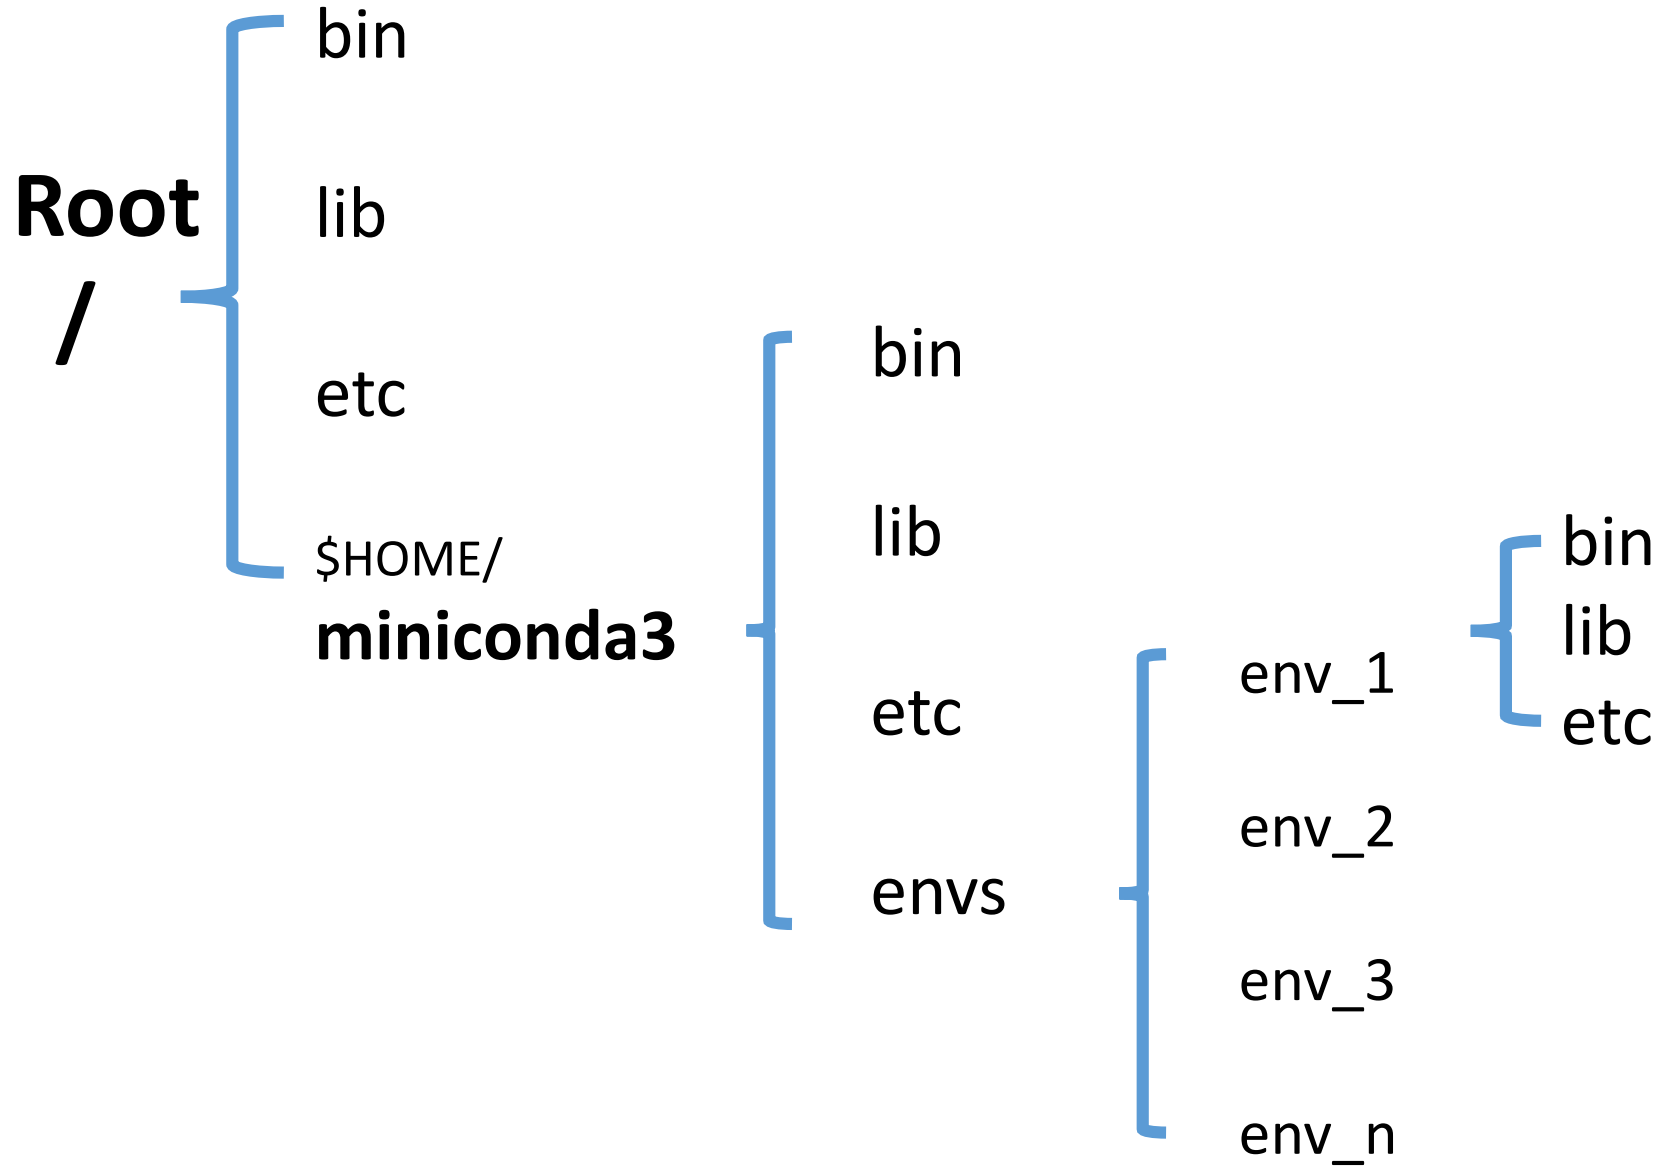 Root
/
bin
lib
etc
$HOME/
miniconda3
bin
lib
etc
envs
env_1
env_2
env_3
env_n
bin
lib
etc